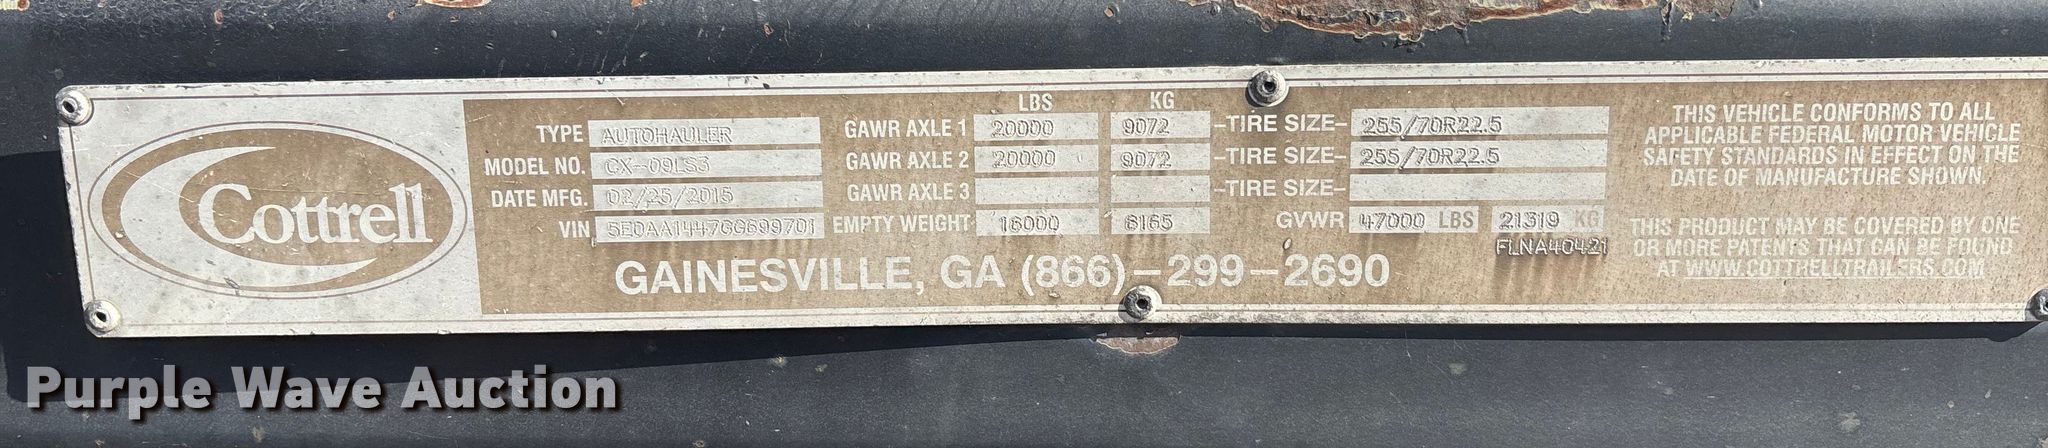 Cottrell
LBS KG
TYPE AUTOHAULER GAWR AXLE 1 20000 9072 -TIRE SIZE- 255/70R22.5
MODEL NO. CX-09LS3 GAWR AXLE 2 20000 9072 -TIRE SIZE- 255/70R22.5
DATE MFG. 02/25/2015 GAWR AXLE 3 -TIRE SIZE-
VIN 5E0AA1447GG699701 EMPTY WEIGHT 16000 6165 GVWR 47000 LBS 21319 KG
FLNA40421
GAINESVILLE, GA (866)-299-2690
THIS VEHICLE CONFORMS TO ALL
APPLICABLE FEDERAL MOTOR VEHICLE
SAFETY STANDARDS IN EFFECT ON THE
DATE OF MANUFACTURE SHOWN.
THIS PRODUCT MAY BE COVERED BY ONE
OR MORE PATENTS THAT CAN BE FOUND
AT WWW.COTTRELLTRAILERS.COM
Purple Wave Auction